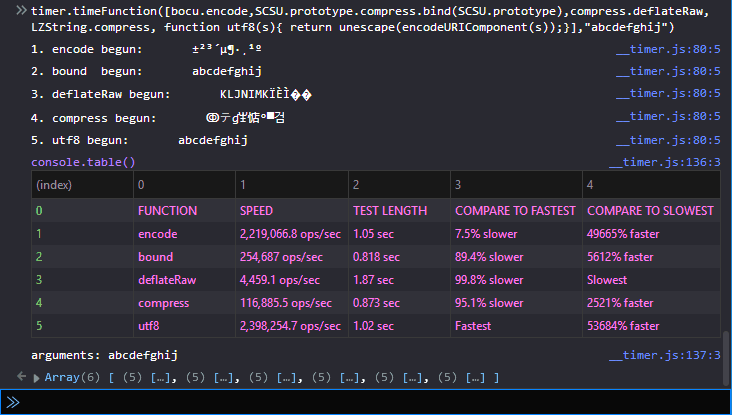 timer.timeFunction([bocu.encode,SCSU.prototype.compress.bind(SCSU.prototype),compress.deflateRaw,
LZString.compress, function utf8(s){ return unescape(encodeURIComponent(s));}],"abcdefghij")
1. encode begun: ±²³´µ¶·¸¹º __timer.js:80:5
2. bound  begun: abcdefghij __timer.js:80:5
3. deflateRaw begun: KLJNIMKÏÈÌ�� __timer.js:80:5
4. compress begun: __timer.js:80:5
5. utf8 begun: abcdefghij __timer.js:80:5
console.table() __timer.js:136:3
(index) 0 1 2 3 4
0 FUNCTION SPEED TEST LENGTH COMPARE TO FASTEST COMPARE TO SLOWEST
1 encode 2,219,066.8 ops/sec 1.05 sec 7.5% slower 49665% faster
2 bound 254,687 ops/sec 0.818 sec 89.4% slower 5612% faster
3 deflateRaw 4,459.1 ops/sec 1.87 sec 99.8% slower Slowest
4 compress 116,885.5 ops/sec 0.873 sec 95.1% slower 2521% faster
5 utf8 2,398,254.7 ops/sec 1.02 sec Fastest 53684% faster
arguments: abcdefghij __timer.js:137:3
Array(6) [ (5) […], (5) […], (5) […], (5) […], (5) […], (5) […] ]